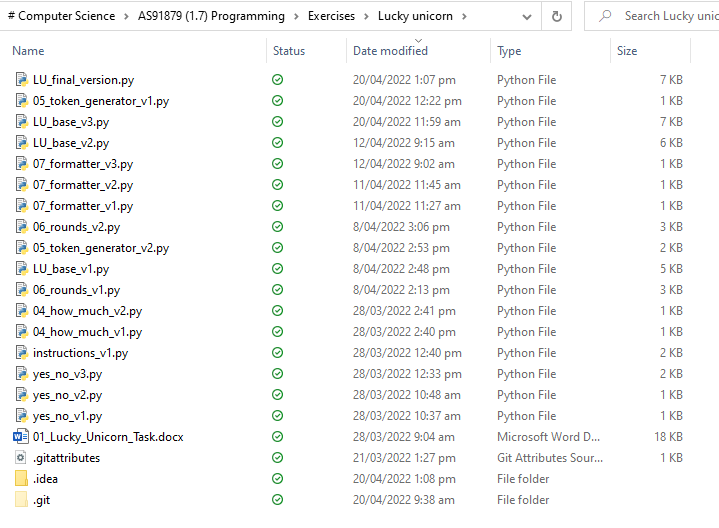 # Computer Science > AS91879 (1.7) Programming > Exercises > Lucky unicorn > Search Lucky unic
Name Status Date modified Type Size
LU_final_version.py 20/04/2022 1:07 pm Python File 7 KB
05_token_generator_v1.py 20/04/2022 12:22 pm Python File 1 KB
LU_base_v3.py 20/04/2022 11:59 am Python File 7 KB
LU_base_v2.py 12/04/2022 9:15 am Python File 6 KB
07_formatter_v3.py 12/04/2022 9:02 am Python File 1 KB
07_formatter_v2.py 11/04/2022 11:45 am Python File 1 KB
07_formatter_v1.py 11/04/2022 11:27 am Python File 1 KB
06_rounds_v2.py 8/04/2022 3:06 pm Python File 3 KB
05_token_generator_v2.py 8/04/2022 2:53 pm Python File 2 KB
LU_base_v1.py 8/04/2022 2:48 pm Python File 5 KB
06_rounds_v1.py 8/04/2022 2:13 pm Python File 3 KB
04_how_much_v2.py 28/03/2022 2:41 pm Python File 1 KB
04_how_much_v1.py 28/03/2022 2:40 pm Python File 1 KB
instructions_v1.py 28/03/2022 12:40 pm Python File 2 KB
yes_no_v3.py 28/03/2022 12:33 pm Python File 2 KB
yes_no_v2.py 28/03/2022 10:48 am Python File 1 KB
yes_no_v1.py 28/03/2022 10:37 am Python File 1 KB
01_Lucky_Unicorn_Task.docx 28/03/2022 9:04 am Microsoft Word D... 18 KB
.gitattributes 21/03/2022 1:27 pm Git Attributes Sour... 1 KB
.idea 20/04/2022 1:08 pm File folder
.git 20/04/2022 9:38 am File folder